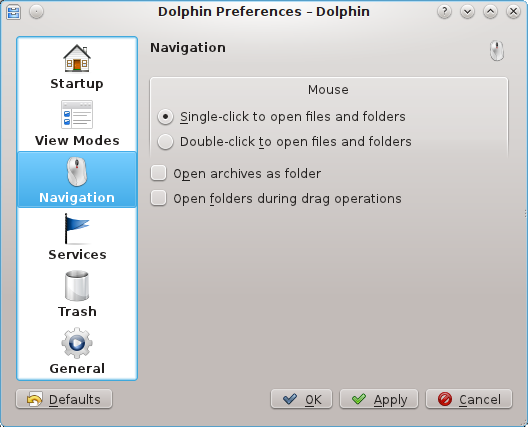 Dolphin Preferences – Dolphin
Startup
View Modes
Navigation
Services
Trash
General
Navigation
Mouse
Single-click to open files and folders
Double-click to open files and folders
Open archives as folder
Open folders during drag operations
Defaults
OK
Apply
Cancel